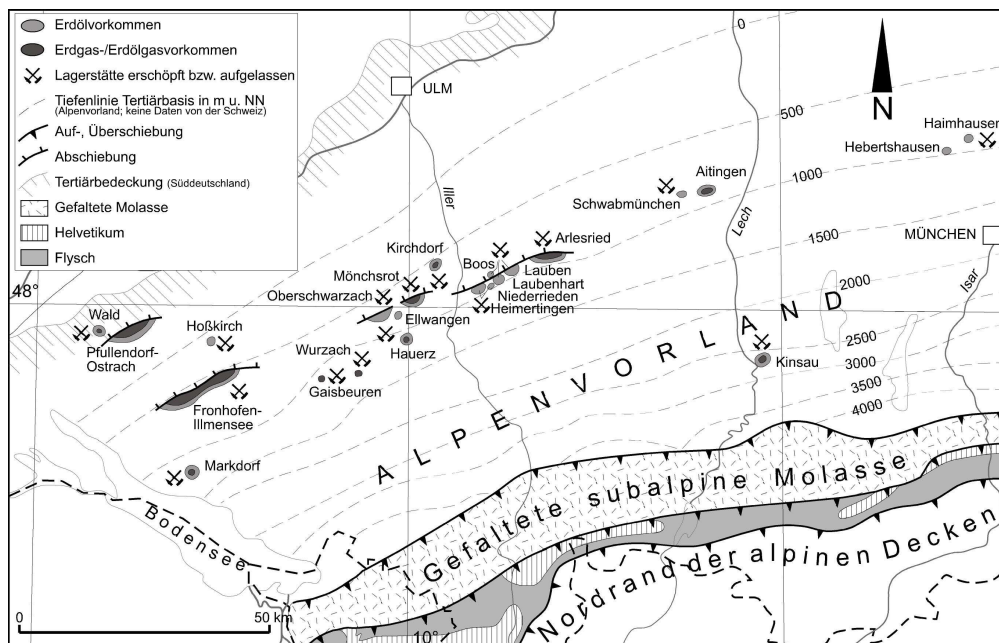 Erdölvorkommen
Erdgas-/Erdölgasvorkommen
Lagerstätte erschöpft bzw. aufgelassen
Tiefenlinie Tertiärbasis in m u. NN
(Alpenvorland; keine Daten von der Schweiz)
Auf-, Überschiebung
Abschiebung
Tertiärbedeckung (Süddeutschland)
Gefaltete Molasse
Helvetikum
Flysch
ULM
N
0
500
1000
1500
2000
2500
3000
3500
4000
Haimhausen
Hebertshausen
Aitingen
Schwabmünchen
Iller
Lech
MÜNCHEN
Isar
Arlesried
Kirchdorf
Boos
Lauben
Laubenhart
Niederrieden
Heimertingen
Mönchsrot
Oberschwarzach
48°
Ellwangen
Wald
Hoßkirch
Pfullendorf-
Ostrach
Wurzach
Hauerz
Gaisbeuren
Kinsau
Fronhofen-
Illmensee
Markdorf
ALPENVORLAND
Bodensee
Gefaltete subalpine Molasse
Nordrand der alpinen Decken
0
50 km
10°